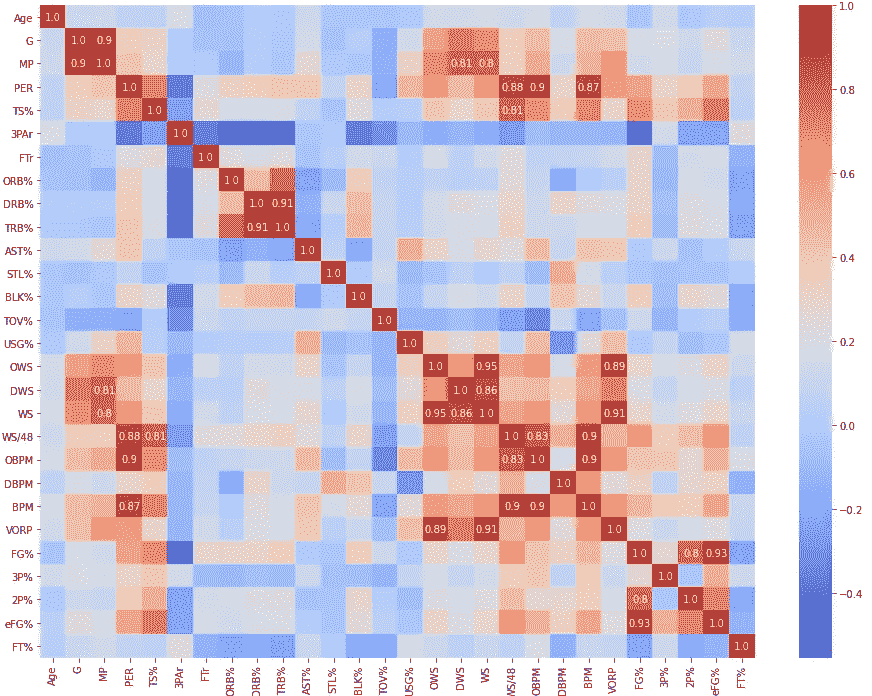 Age 1.0
G 1.0 0.9
MP 0.9 1.0 0.81 0.8
PER 1.0 0.88 0.9 0.87
TS% 1.0 0.81
3PAr 1.0
FTr 1.0
ORB% 1.0
DRB% 1.0 0.91
TRB% 0.91 1.0
AST% 1.0
STL% 1.0
BLK% 1.0
TOV% 1.0
USG% 1.0
OWS 1.0 0.95 0.89
DWS 0.81 1.0 0.86
WS 0.8 0.95 0.86 1.0 0.91
WS/48 0.88 0.81 1.0 0.83 0.9
OBPM 0.9 0.83 1.0 0.9
DBPM 1.0
BPM 0.87 0.9 0.9 1.0
VORP 0.89 0.91 1.0
FG% 1.0 0.8 0.93
3P% 1.0
2P% 0.8 1.0
eFG% 0.93 1.0
FT% 1.0
Age G MP PER TS% 3PAr FTr ORB% DRB% TRB% AST% STL% BLK% TOV% USG% OWS DWS WS WS/48 OBPM DBPM BPM VORP FG% 3P% 2P% eFG% FT%
1.0
0.8
0.6
0.4
0.2
0.0
−0.2
−0.4